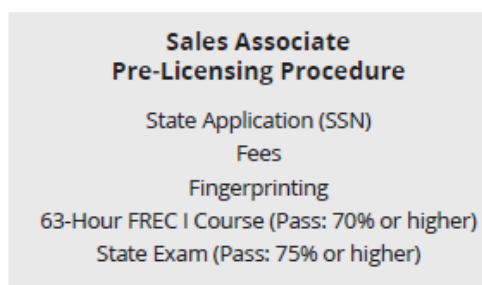 Sales Associate
Pre-Licensing Procedure
State Application (SSN)
Fees
Fingerprinting
63-Hour FREC I Course (Pass: 70% or higher)
State Exam (Pass: 75% or higher)